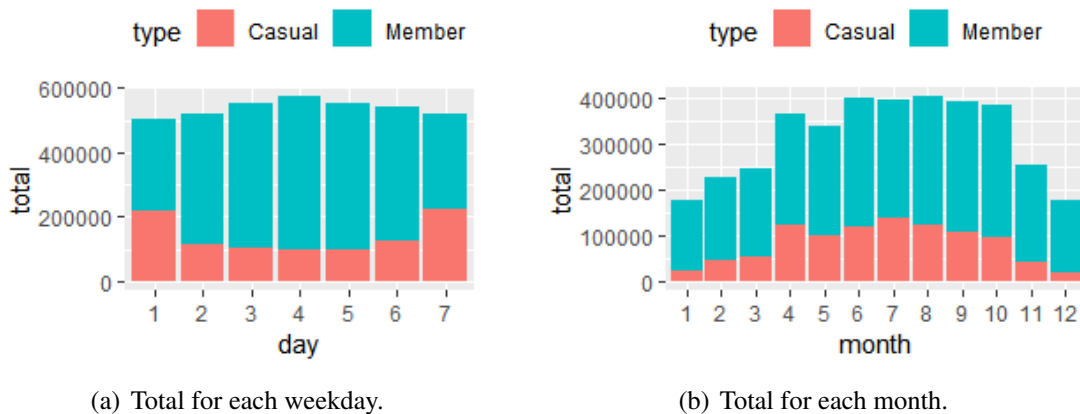 type Casual Member
600000
400000
200000
0
total
1 2 3 4 5 6 7
day
(a) Total for each weekday.
type Casual Member
400000
300000
200000
100000
0
total
1 2 3 4 5 6 7 8 9 10 11 12
month
(b) Total for each month.